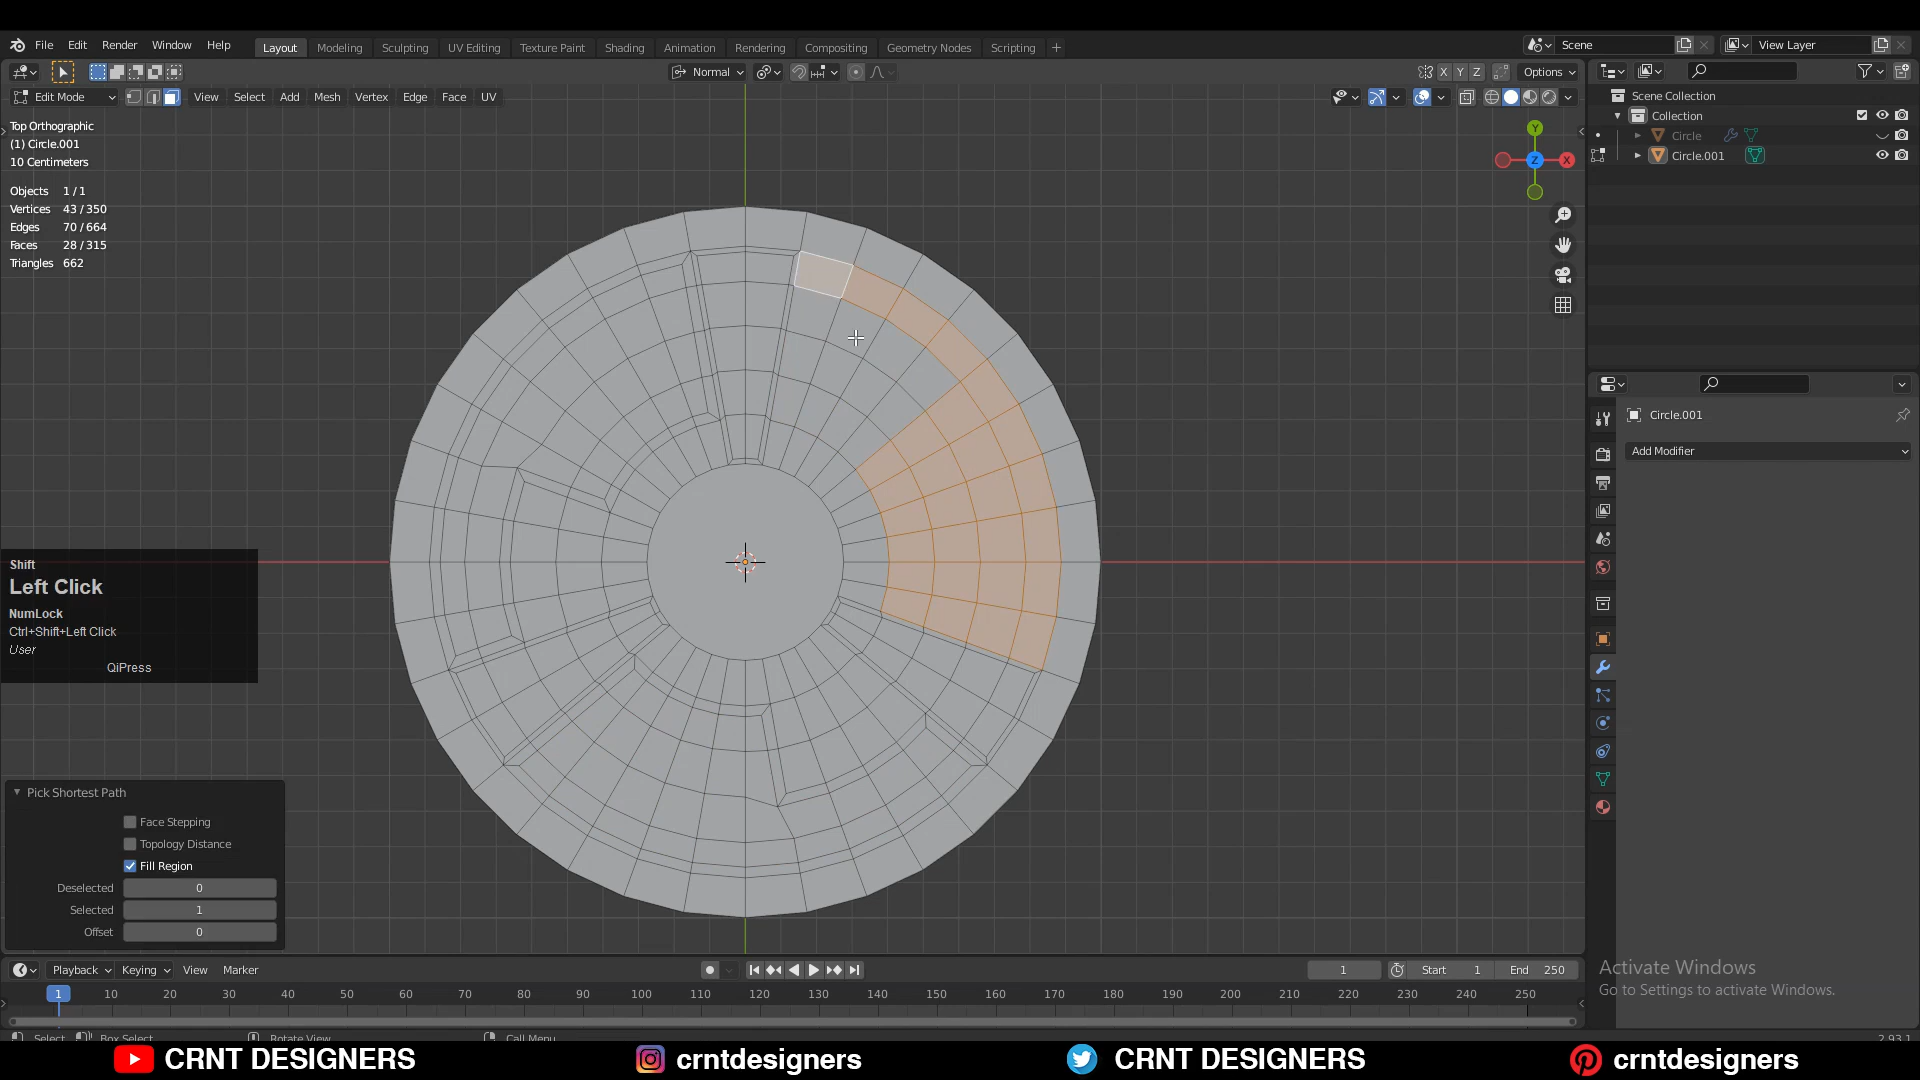 File Edit Render Window Help Layout Modeling Sculpting UV Editing Texture Paint Shading Animation Rendering Compositing Geometry Nodes Scripting + Scene View Layer
Normal X Y Z Options
Edit Mode View Select Add Mesh Vertex Edge Face UV
Scene Collection
Collection
Circle
Circle.001
Top Orthographic
(1) Circle.001
10 Centimeters
Objects 1/1
Vertices 43/350
Edges 70/664
Faces 28/315
Triangles 662
Y
Z X
Circle.001
Add Modifier
Shift
Left Click
NumLock
Ctrl+Shift+Left Click
User
QiPress
Pick Shortest Path
Face Stepping
Topology Distance
Fill Region
Deselected 0
Selected 1
Offset 0
Playback Keying View Marker 1 Start 1 End 250
1 10 20 30 40 50 60 70 80 90 100 110 120 130 140 150 160 170 180 190 200 210 220 230 240 250
Activate Windows
Go to Settings to activate Windows.
Select Box Select Rotate View Call Menu 2.93.1
CRNT DESIGNERS crntdesigners CRNT DESIGNERS crntdesigners